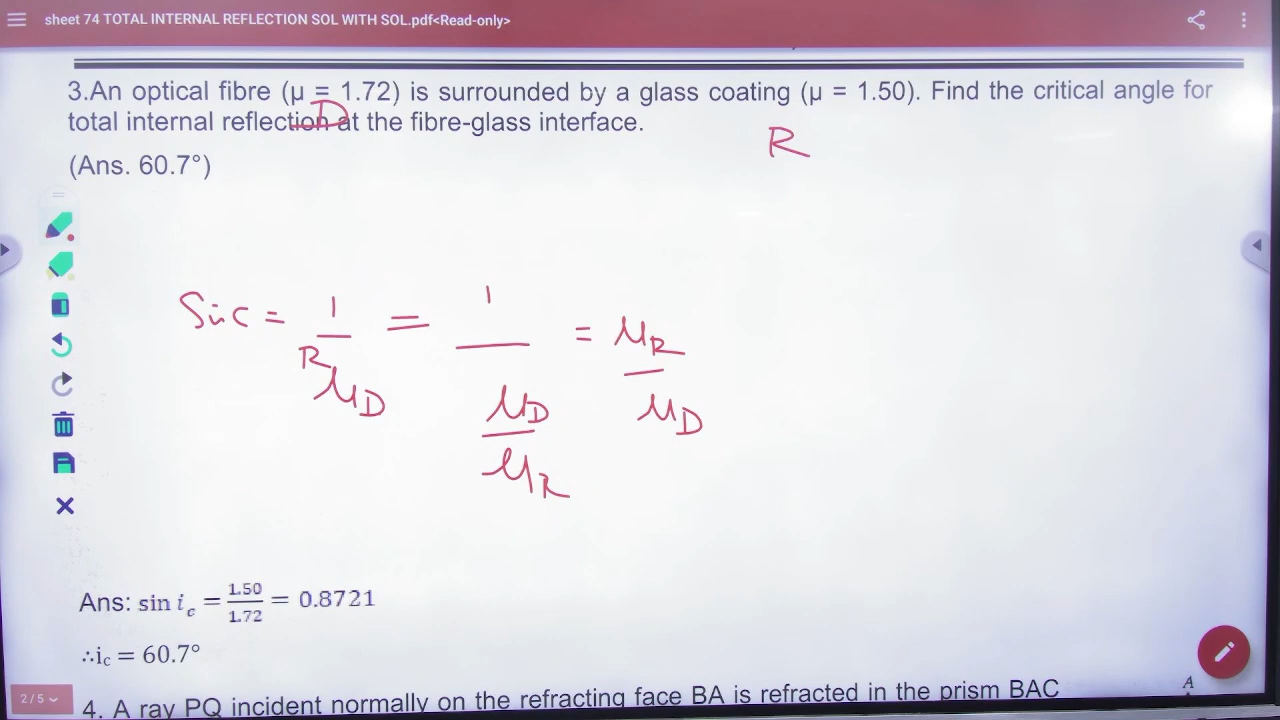 sheet 74 TOTAL INTERNAL REFLECTION SOL WITH SOL.pdf<Read-only>
3.An optical fibre (μ = 1.72) is surrounded by a glass coating (μ = 1.50). Find the critical angle for
D
total internal reflection at the fibre-glass interface.
R
(Ans. 60.7°)
Sin C = 1/RμD = 1/(μD/μR) = μR/μD
Ans: sin i_c = 1.50/1.72 = 0.8721
∴i_c = 60.7°
2 / 5
4. A ray PQ incident normally on the refracting face BA is refracted in the prism BAC
A